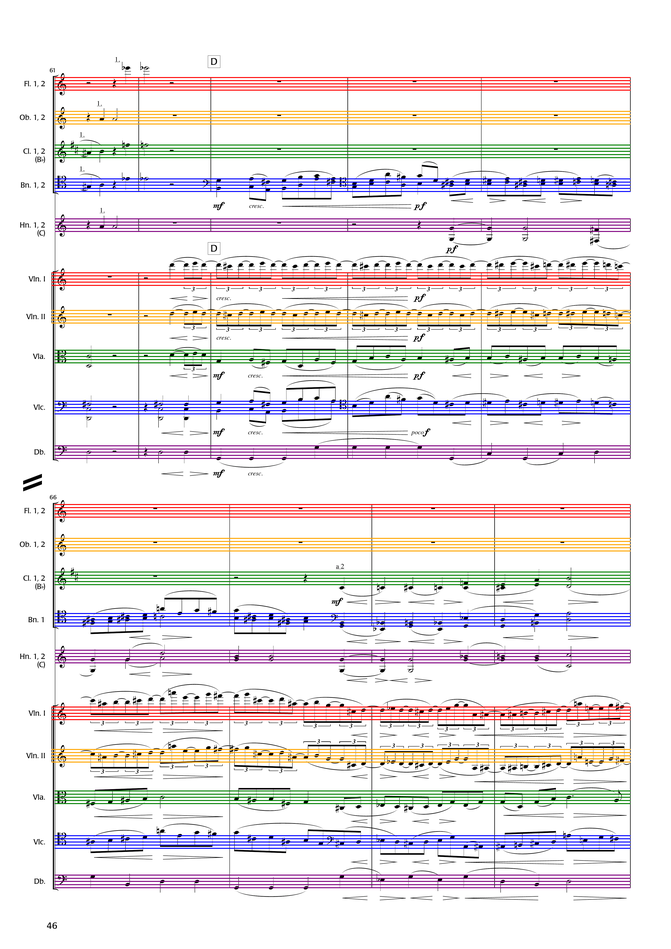 61
D
1.
Fl. 1, 2
1.
Ob. 1, 2
1.
Cl. 1, 2
(B♭)
1.
Bn. 1, 2
mf cresc. pf
1.
Hn. 1, 2
(C)
pf
D
Vln. I
cresc. pf
Vln. II
cresc. pf
Vla.
mf cresc. pf
Vlc.
mf cresc. poco f
Db.
mf cresc.
66
Fl. 1, 2
Ob. 1, 2
a.2
Cl. 1, 2
(B♭)
mf
Bn. 1
Hn. 1, 2
(C)
Vln. I
Vln. II
Vla.
Vlc.
Db.
46